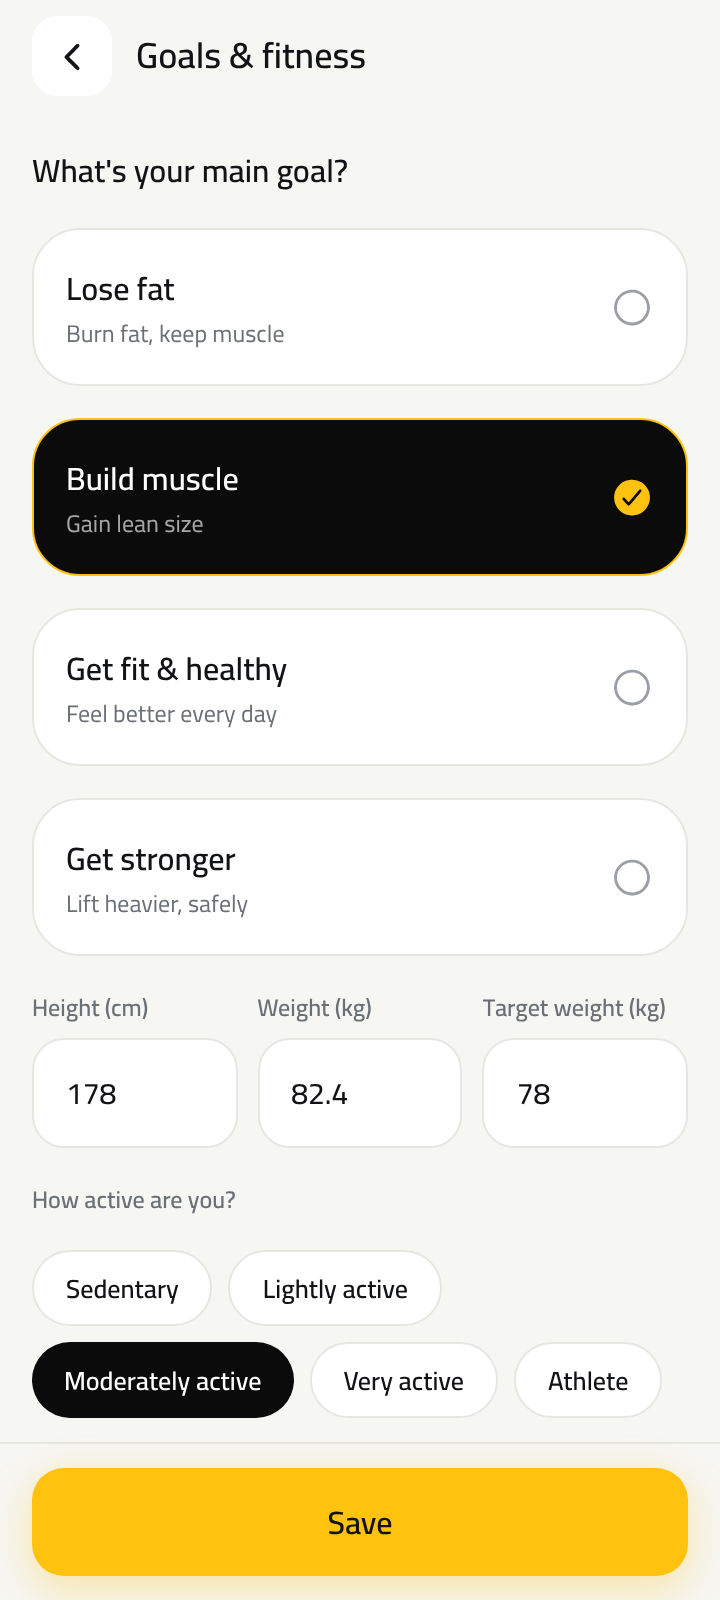 Goals & fitness
What's your main goal?
Lose fat
Burn fat, keep muscle
Build muscle
Gain lean size
Get fit & healthy
Feel better every day
Get stronger
Lift heavier, safely
Height (cm) Weight (kg) Target weight (kg)
178 82.4 78
How active are you?
Sedentary Lightly active
Moderately active Very active Athlete
Save